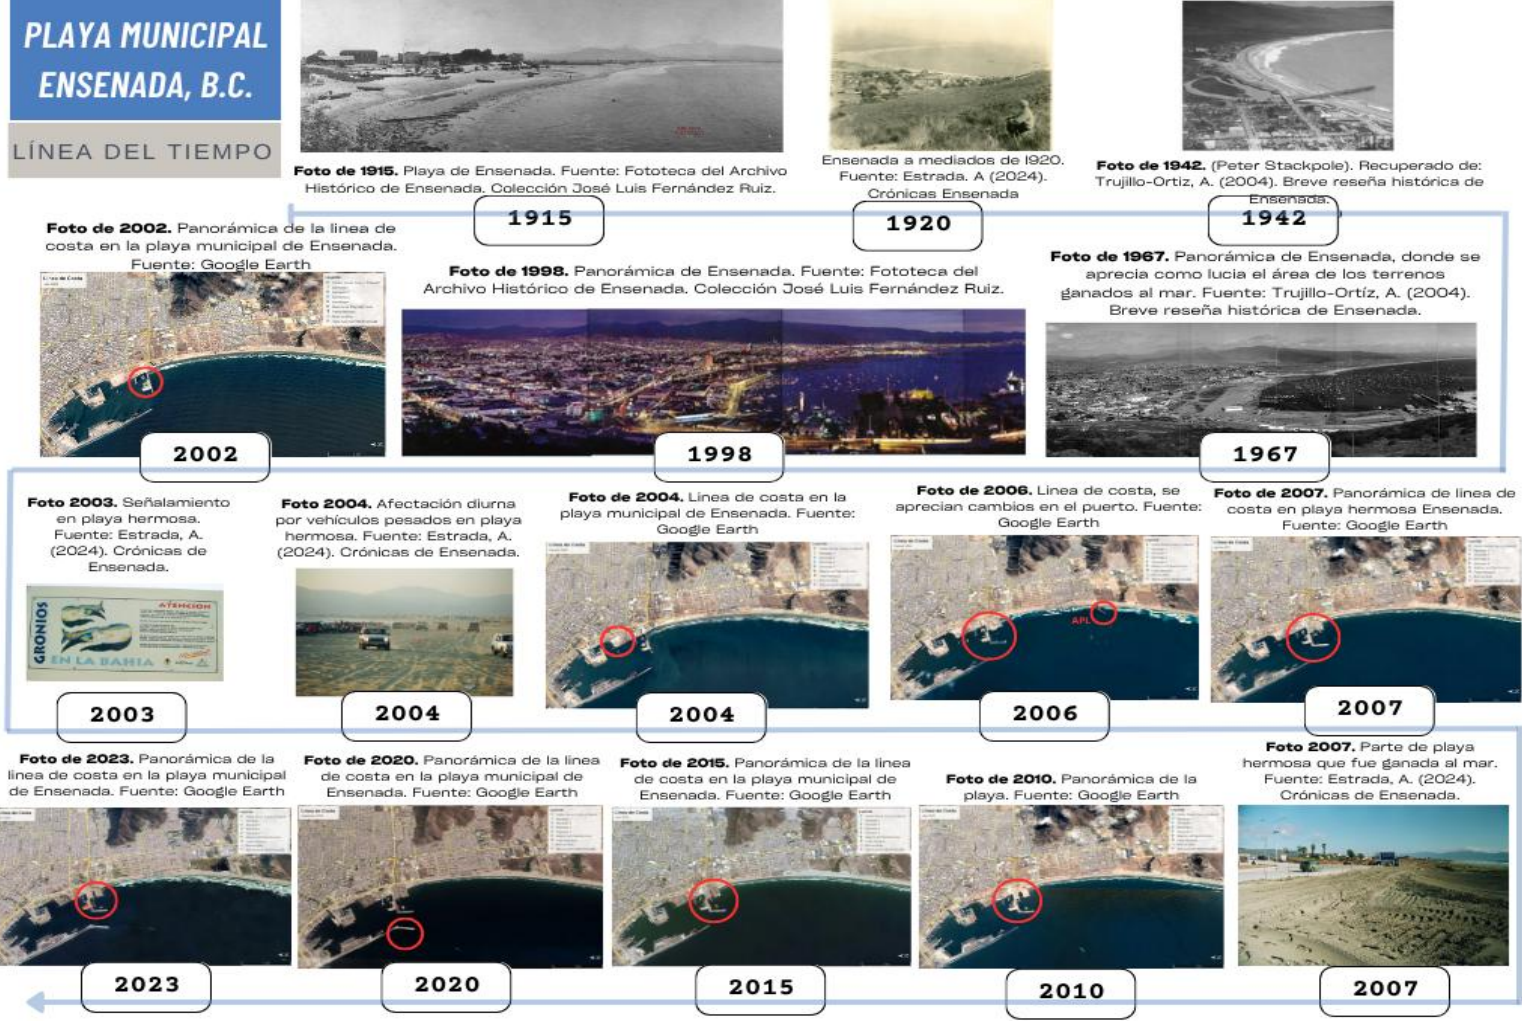 PLAYA MUNICIPAL
ENSENADA, B.C.
LÍNEA DEL TIEMPO
Foto de 1915. Playa de Ensenada. Fuente: Fototeca del Archivo
Histórico de Ensenada. Colección José Luis Fernández Ruiz.
1915
Ensenada a mediados de 1920.
Fuente: Estrada. A (2024).
Crónicas Ensenada
1920
Foto de 1942. (Peter Stackpole). Recuperado de:
Trujillo-Ortiz, A. (2004). Breve reseña histórica de
Ensenada.
1942
Foto de 1967. Panorámica de Ensenada, donde se
aprecia como lucia el área de los terrenos
ganados al mar. Fuente: Trujillo-Ortíz, A. (2004).
Breve reseña histórica de Ensenada.
1967
Foto de 1998. Panorámica de Ensenada. Fuente: Fototeca del
Archivo Histórico de Ensenada. Colección José Luis Fernández Ruiz.
1998
Foto de 2002. Panorámica de la linea de
costa en la playa municipal de Ensenada.
Fuente: Google Earth
Línea de Costa
2002
Foto 2003. Señalamiento
en playa hermosa.
Fuente: Estrada, A.
(2024). Crónicas de
Ensenada.
ATENCION
GRONIOS
EN LA BAHIA
2003
Foto 2004. Afectación diurna
por vehículos pesados en playa
hermosa. Fuente: Estrada, A.
(2024). Crónicas de Ensenada.
2004
Foto de 2004. Linea de costa en la
playa municipal de Ensenada. Fuente:
Google Earth
2004
Foto de 2006. Linea de costa, se
aprecian cambios en el puerto. Fuente:
Google Earth
API
2006
Foto de 2007. Panorámica de linea de
costa en playa hermosa Ensenada.
Fuente: Google Earth
2007
Foto 2007. Parte de playa
hermosa que fue ganada al mar.
Fuente: Estrada, A. (2024).
Crónicas de Ensenada.
2007
Foto de 2010. Panorámica de la
playa. Fuente: Google Earth
2010
Foto de 2015. Panorámica de la linea
de costa en la playa municipal de
Ensenada. Fuente: Google Earth
2015
Foto de 2020. Panorámica de la linea
de costa en la playa municipal de
Ensenada. Fuente: Google Earth
2020
Foto de 2023. Panorámica de la
linea de costa en la playa municipal
de Ensenada. Fuente: Google Earth
2023